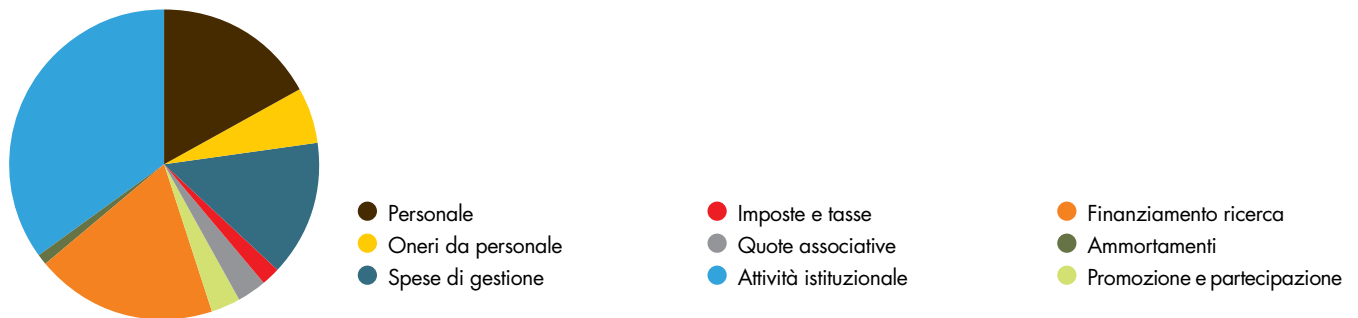 Personale
Oneri da personale
Spese di gestione
Imposte e tasse
Quote associative
Attività istituzionale
Finanziamento ricerca
Ammortamenti
Promozione e partecipazione